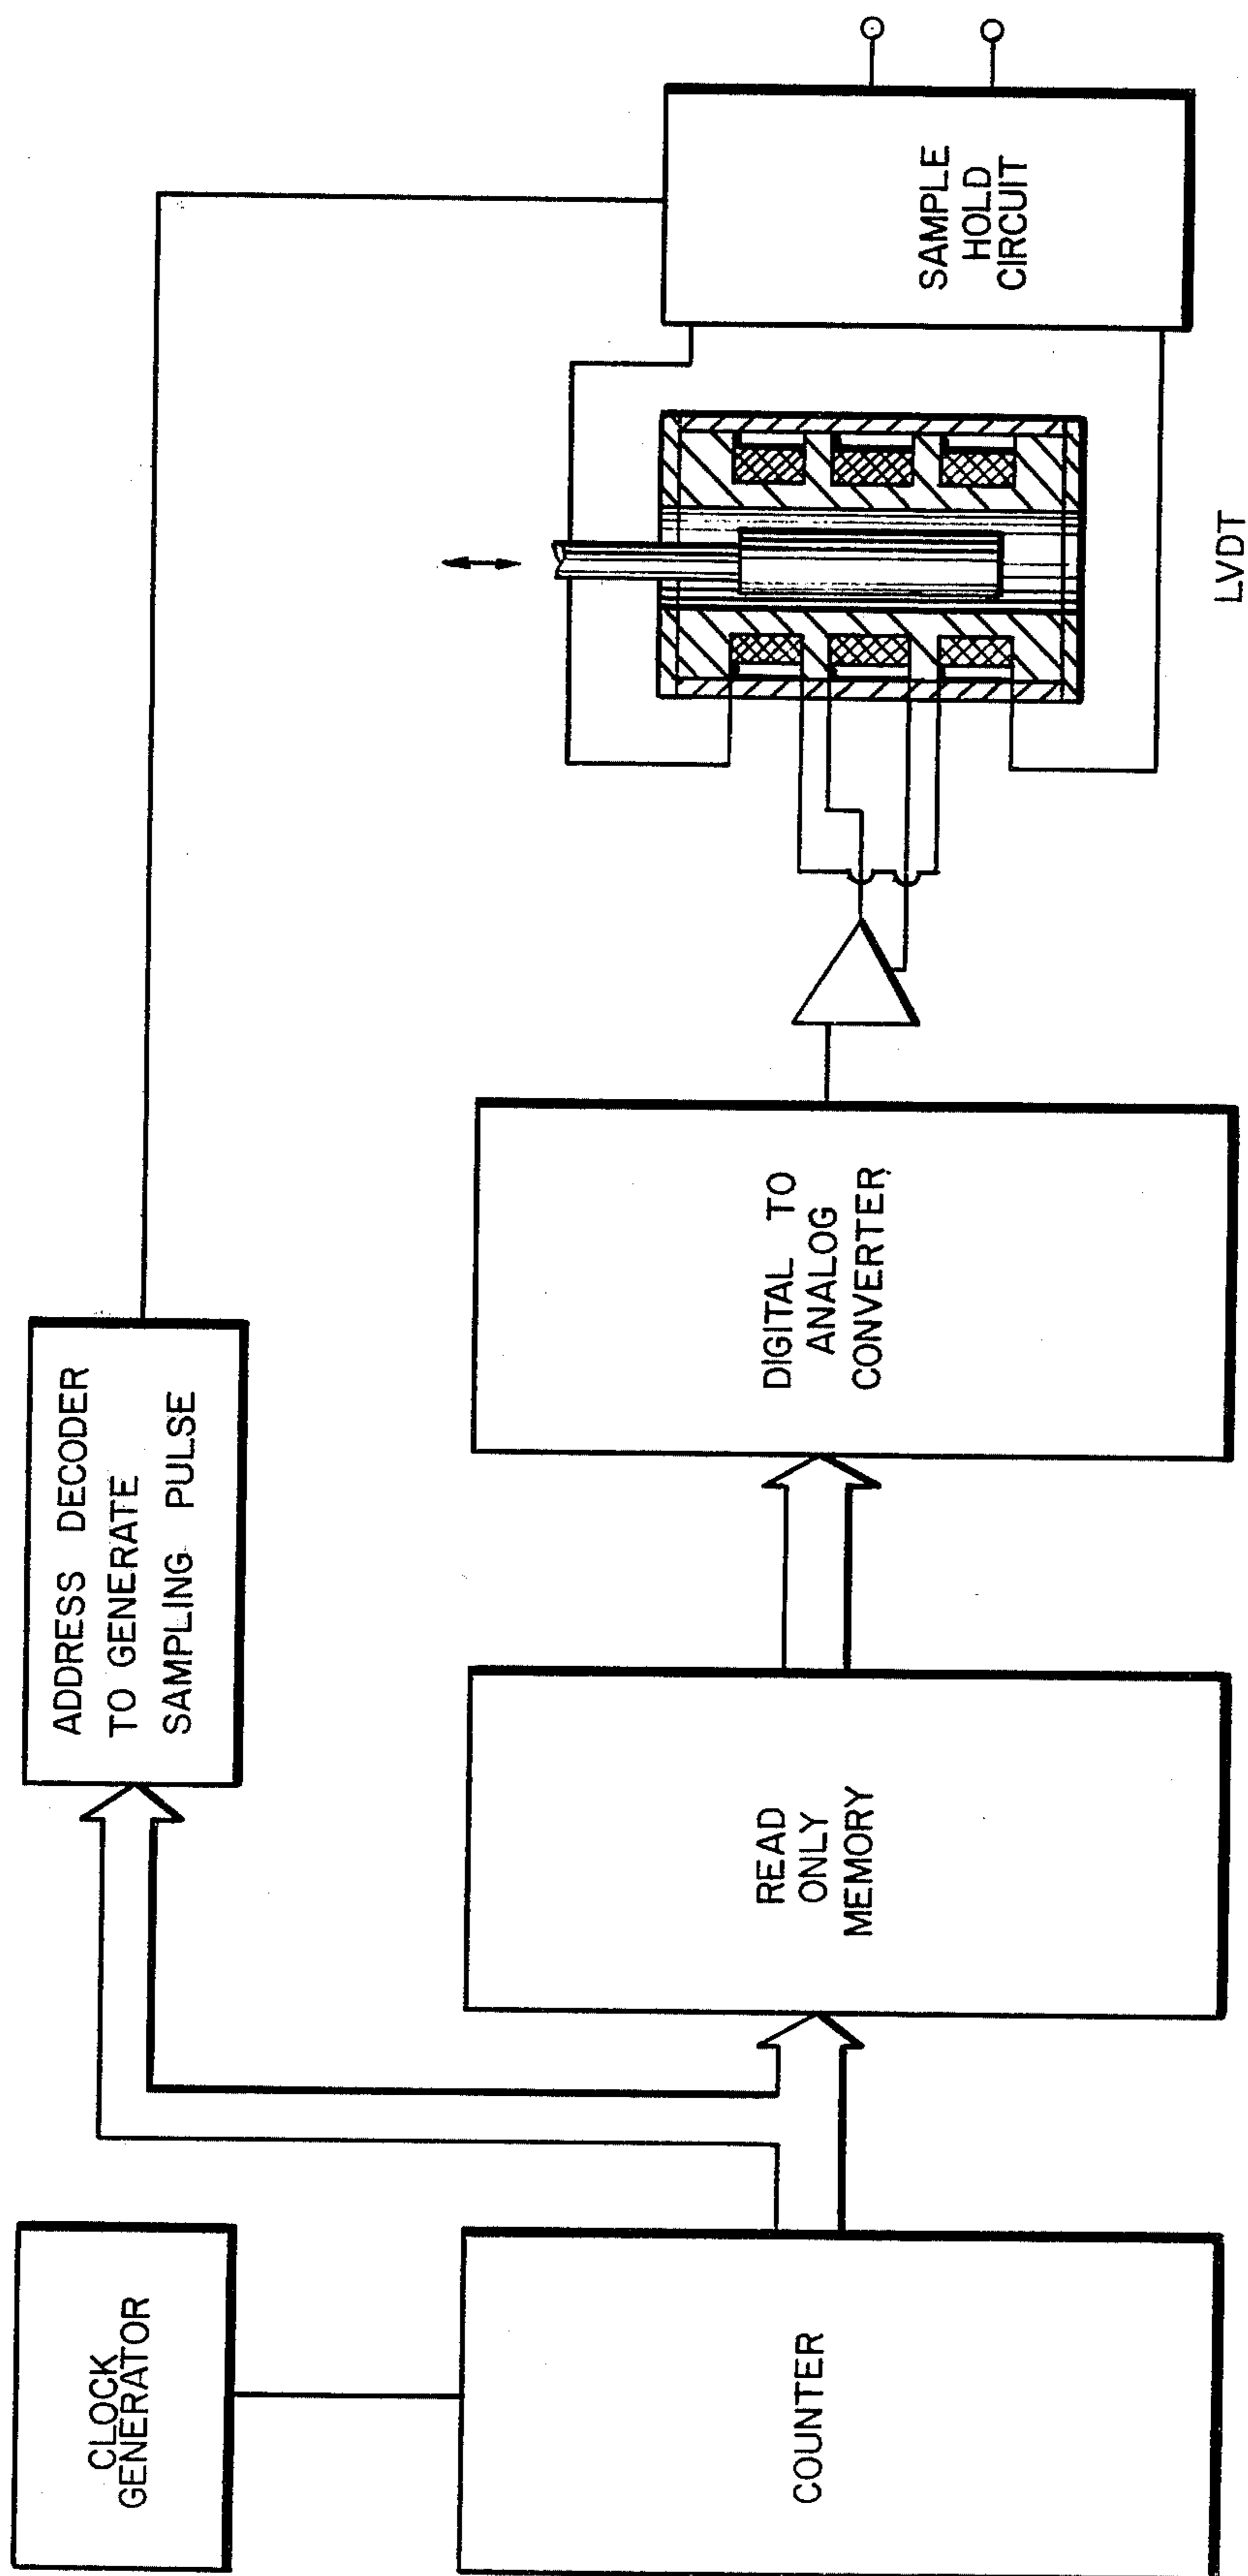 CLOCK
GENERATOR
ADDRESS DECODER
TO GENERATE
SAMPLING PULSE
COUNTER
READ
ONLY
MEMORY
DIGITAL TO
ANALOG
CONVERTER
SAMPLE
HOLD
CIRCUIT
LVDT